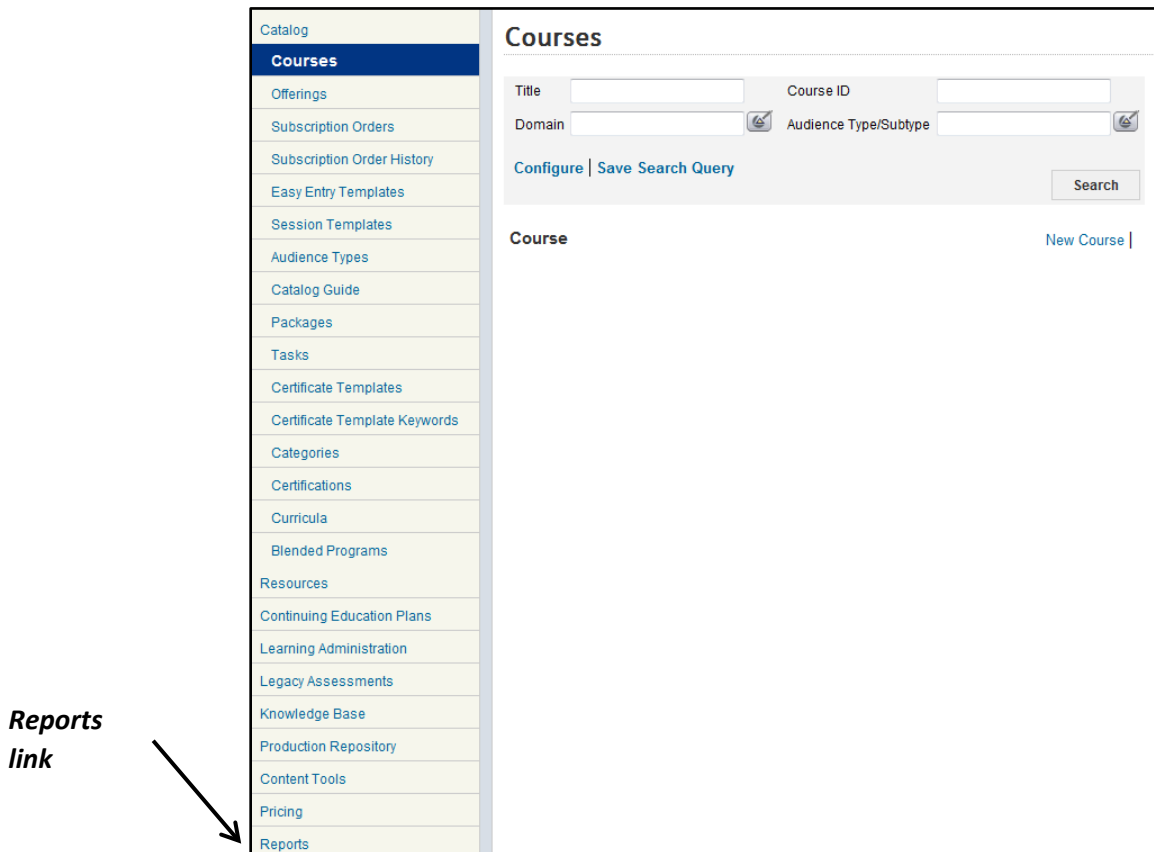 Catalog
Courses
Offerings
Subscription Orders
Subscription Order History
Easy Entry Templates
Session Templates
Audience Types
Catalog Guide
Packages
Tasks
Certificate Templates
Certificate Template Keywords
Categories
Certifications
Curricula
Blended Programs
Resources
Continuing Education Plans
Learning Administration
Legacy Assessments
Knowledge Base
Production Repository
Content Tools
Pricing
Reports
Courses
Title Course ID
Domain Audience Type/Subtype
Configure | Save Search Query
Search
Course New Course |
Reports
link